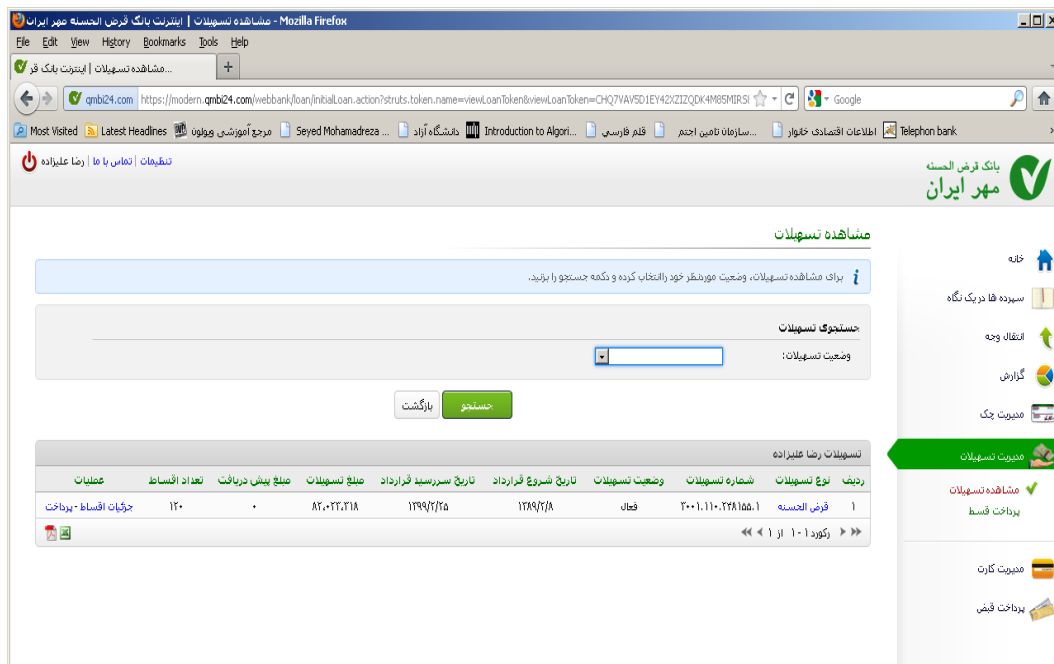 مشاهده تسهیلات | اینترنت بانک قرض الحسنه مهر ایران - Mozilla Firefox
File Edit View History Bookmarks Tools Help
مشاهده تسهیلات | اینترنت بانک قر...
qmbi24.com https://modern.qmbi24.com/webbank/loan/initialLoan.action?struts.token.name=viewLoanToken&viewLoanToken=CHQ7VAV5D1EY42XZIZQDK4M85MIRS Google
Most Visited Latest Headlines مرجع آموزشی ویولون Seyed Mohamadreza ... دانشگاه آزاد Introduction to Algori... قلم فارسی سازمان تامین اجتم... اطلاعات اقتصادی خانوار Telephon bank
رضا علیزاده | تماس با ما | تنظیمات
بانک قرض الحسنه
مهر ایران
مشاهده تسهیلات
برای مشاهده تسهیلات، وضعیت موردنظر خود راانتخاب کرده و دکمه جستجو را بزنید.
جستجوی تسهیلات
وضعیت تسهیلات:
جستجو بازگشت
تسهیلات رضا علیزاده
ردیف نوع تسهیلات شماره تسهیلات وضعیت تسهیلات تاریخ شروع قرارداد تاریخ سررسید قرارداد مبلغ تسهیلات مبلغ پیش دریافت تعداد اقساط عملیات
۱ قرض الحسنه ۳۰۰۱.۱۱۰.۲۴۸۱۵۵.۱ فعال ۱۳۸۹/۲/۸ ۱۳۹۹/۲/۲۵ ۸۲,۰۲۳,۳۱۸ ۰ ۱۲۰ جزئیات اقساط - پرداخت
رکورد ۱ - ۱ از ۱
خانه
سپرده ها در یک نگاه
انتقال وجه
گزارش
مدیریت چک
مدیریت تسهیلات
مشاهده تسهیلات
پرداخت قسط
مدیریت کارت
پرداخت قبض